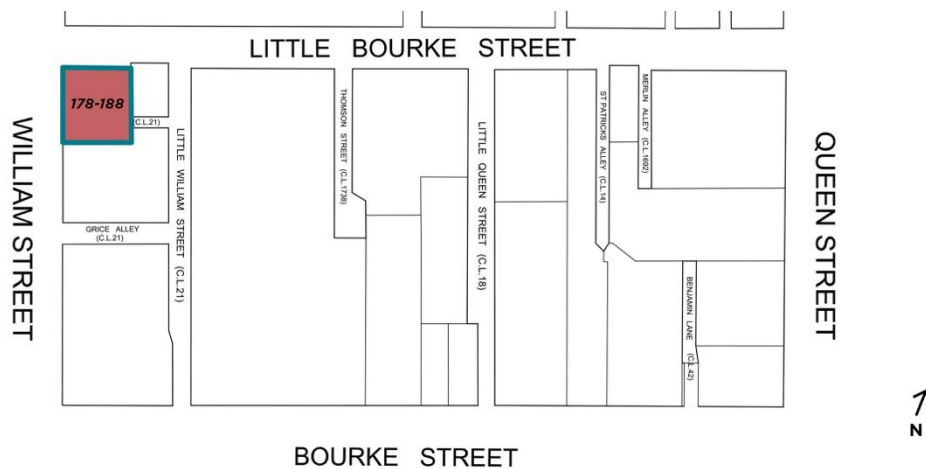 LITTLE BOURKE STREET
178-188
(C.L.21)
WILLIAM STREET
LITTLE WILLIAM STREET (C.L.21)
GRICE ALLEY
(C.L.21)
THOMSON STREET (C.L.1738)
LITTLE QUEEN STREET (C.L.18)
ST PATRICKS ALLEY (C.L.14)
MERLIN ALLEY (C.L.1692)
BENJAMIN LANE (C.L.42)
QUEEN STREET
BOURKE STREET
N